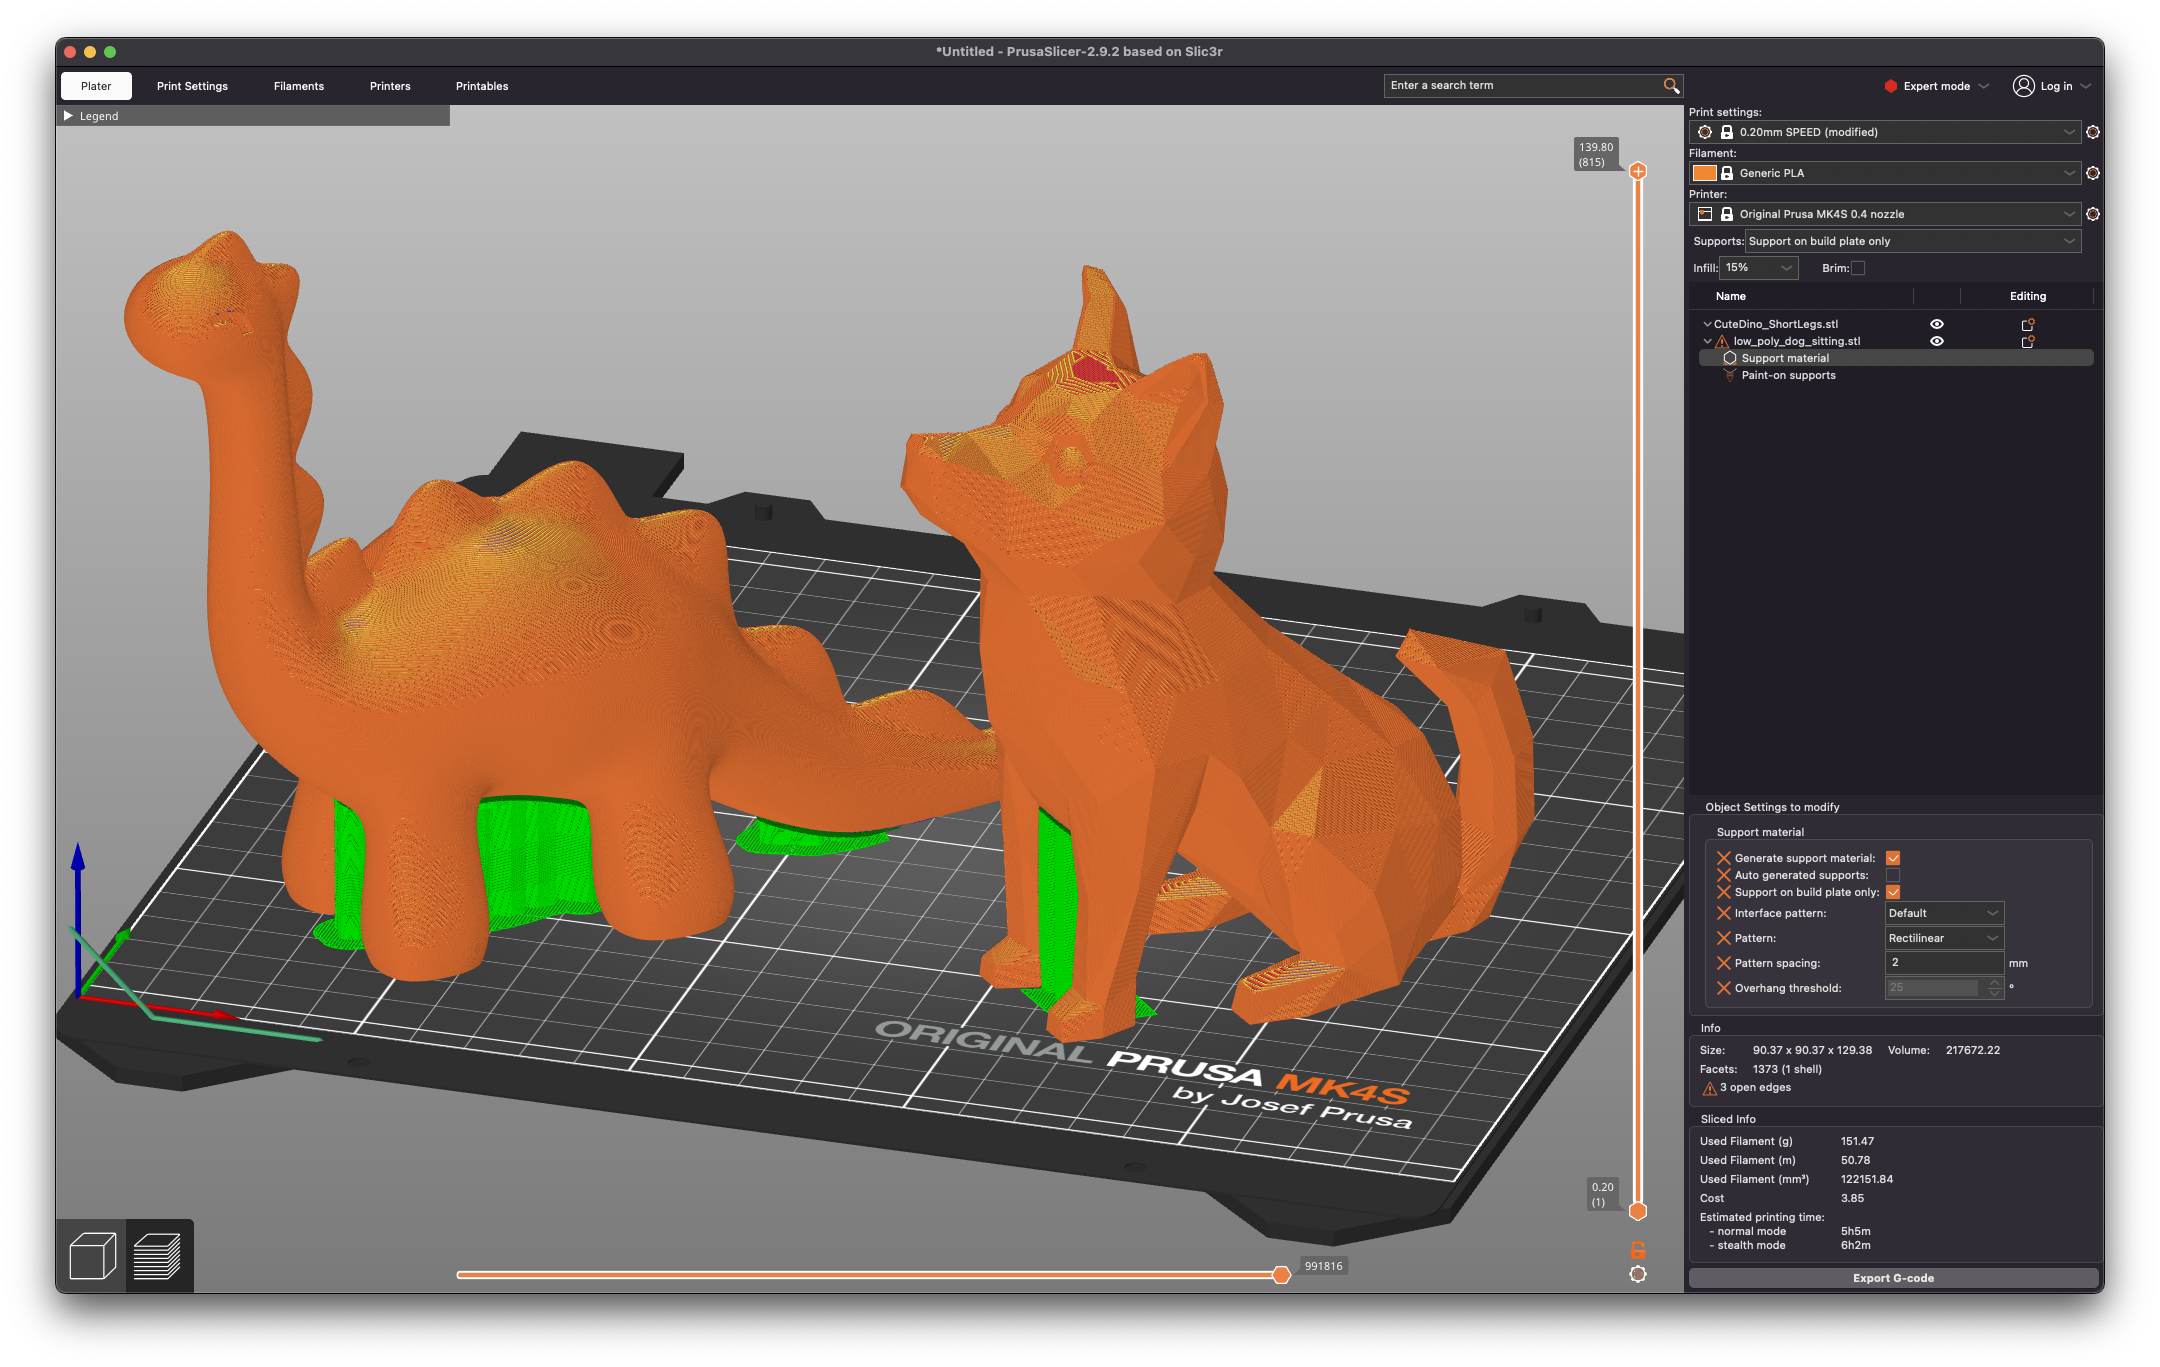 *Untitled - PrusaSlicer-2.9.2 based on Slic3r
Plater
Print Settings
Filaments
Printers
Printables
Enter a search term
Expert mode
Log in
Legend
139.80
(815)
Print settings:
0.20mm SPEED (modified)
Filament:
Generic PLA
Printer:
Original Prusa MK4S 0.4 nozzle
Supports:
Support on build plate only
Infill:
15%
Brim:
Name
Editing
CuteDino_ShortLegs.stl
low_poly_dog_sitting.stl
Support material
Paint-on supports
Object Settings to modify
Support material
Generate support material:
Auto generated supports:
Support on build plate only:
Interface pattern:
Default
Pattern:
Rectilinear
Pattern spacing:
2
mm
Overhang threshold:
25
°
Info
Size: 90.37 x 90.37 x 129.38 Volume: 217672.22
Facets: 1373 (1 shell)
3 open edges
Sliced Info
Used Filament (g) 151.47
Used Filament (m) 50.78
Used Filament (mm³) 122151.84
Cost 3.85
Estimated printing time:
- normal mode 5h5m
- stealth mode 6h2m
Export G-code
ORIGINAL PRUSA MK4S
by Josef Prusa
0.20
(1)
991816